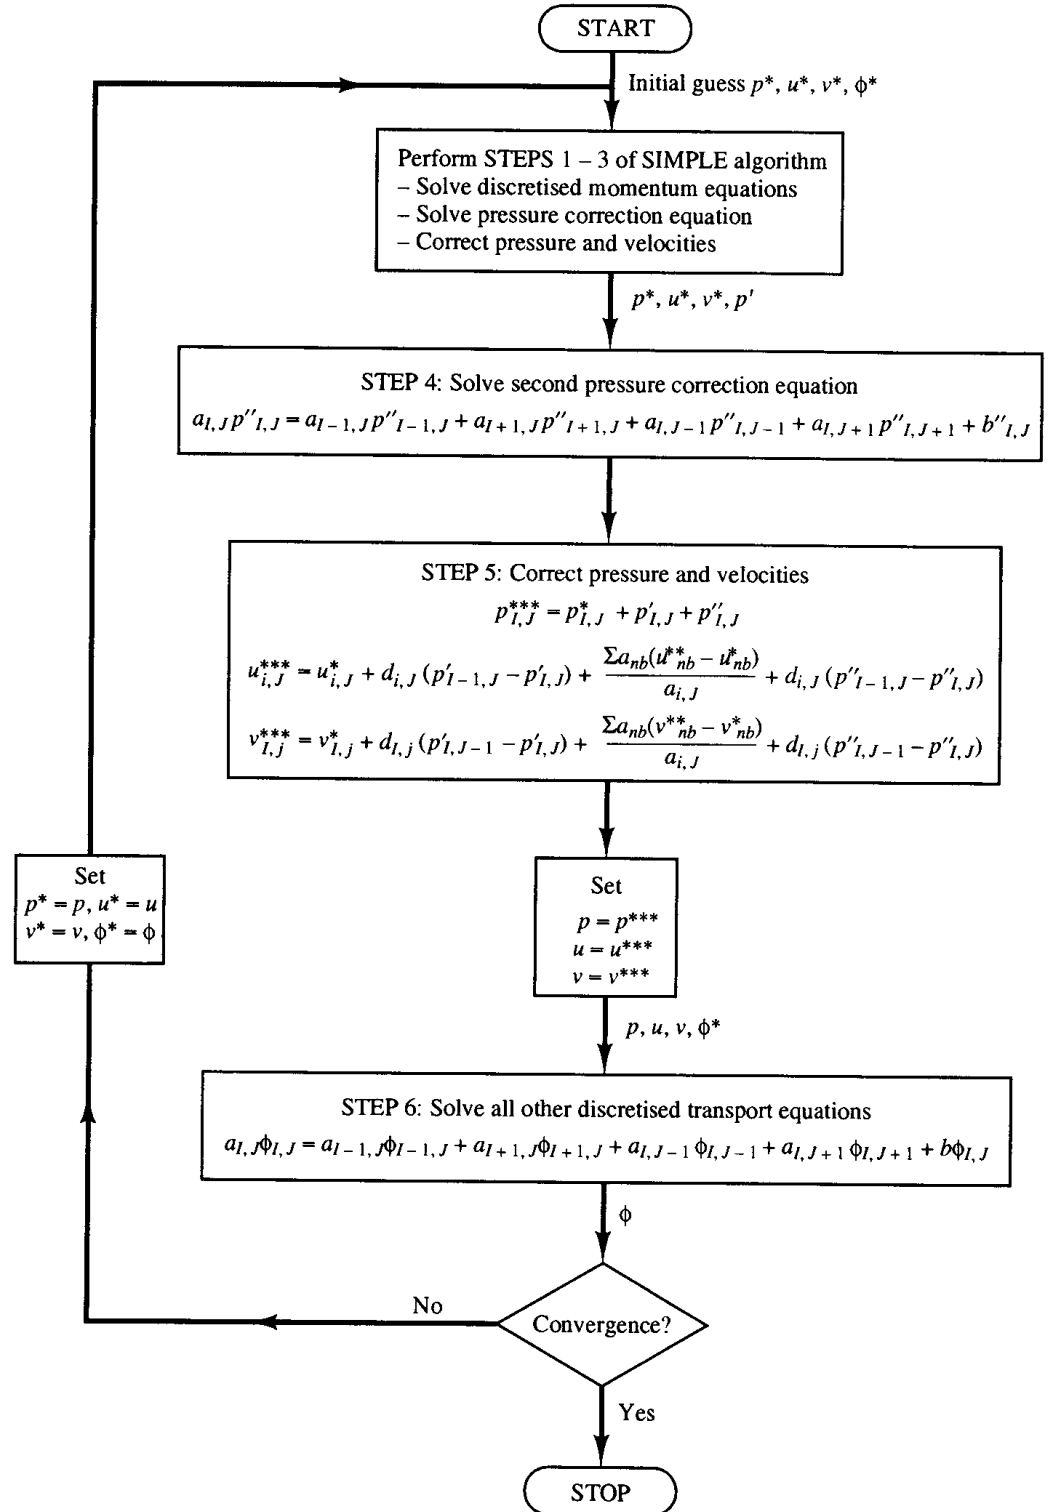 START
Initial guess p*, u*, v*, ϕ*
Perform STEPS 1 – 3 of SIMPLE algorithm
– Solve discretised momentum equations
– Solve pressure correction equation
– Correct pressure and velocities
p*, u*, v*, p'
STEP 4: Solve second pressure correction equation
a_{I,J} p''_{I,J} = a_{I–1,J} p''_{I–1,J} + a_{I+1,J} p''_{I+1,J} + a_{I,J–1} p''_{I,J–1} + a_{I,J+1} p''_{I,J+1} + b''_{I,J}
STEP 5: Correct pressure and velocities
p***_{I,J} = p*_{I,J} + p'_{I,J} + p''_{I,J}
u***_{i,J} = u*_{i,J} + d_{i,J} (p'_{I–1,J} – p'_{I,J}) + Σa_{nb}(u**_{nb} – u*_{nb}) / a_{i,J} + d_{i,J} (p''_{I–1,J} – p''_{I,J})
v***_{I,j} = v*_{I,j} + d_{I,j} (p'_{I,J–1} – p'_{I,J}) + Σa_{nb}(v**_{nb} – v*_{nb}) / a_{i,J} + d_{I,j} (p''_{I,J–1} – p''_{I,J})
Set
p* = p, u* = u
v* = v, ϕ* = ϕ
Set
p = p***
u = u***
v = v***
p, u, v, ϕ*
STEP 6: Solve all other discretised transport equations
a_{I,J} ϕ_{I,J} = a_{I–1,J} ϕ_{I–1,J} + a_{I+1,J} ϕ_{I+1,J} + a_{I,J–1} ϕ_{I,J–1} + a_{I,J+1} ϕ_{I,J+1} + bϕ_{I,J}
ϕ
No
Convergence?
Yes
STOP